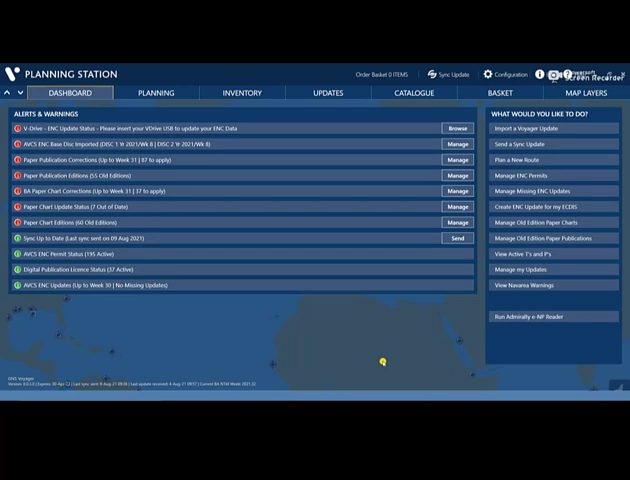 PLANNING STATION
Order Basket 0 ITEMS
Sync Update
Configuration
Screen Recorder
DASHBOARD
PLANNING
INVENTORY
UPDATES
CATALOGUE
BASKET
MAP LAYERS
ALERTS & WARNINGS
V-Drive - ENC Update Status - Please insert your VDrive USB to update your ENC Data
Browse
AVCS ENC Base Disc Imported (DISC 1 Yr 2021/Wk 8 | DISC 2 Yr 2021/Wk 8)
Manage
Paper Publication Corrections (Up to Week 31 | 87 to apply)
Manage
Paper Publication Editions (55 Old Editions)
Manage
BA Paper Chart Corrections (Up to Week 31 | 37 to apply)
Manage
Paper Chart Update Status (7 Out of Date)
Manage
Paper Chart Editions (60 Old Editions)
Manage
Sync Up to Date (Last sync sent on 09 Aug 2021)
Send
AVCS ENC Permit Status (195 Active)
Digital Publication Licence Status (37 Active)
AVCS ENC Updates (Up to Week 30 | No Missing Updates)
WHAT WOULD YOU LIKE TO DO?
Import a Voyager Update
Send a Sync Update
Plan a New Route
Manage ENC Permits
Manage Missing ENC Updates
Create ENC Update for my ECDIS
Manage Old Edition Paper Charts
Manage Old Edition Paper Publications
View Active T's and P's
Manage my Updates
View Navarea Warnings
Run Admiralty e-NP Reader
GNS Voyager